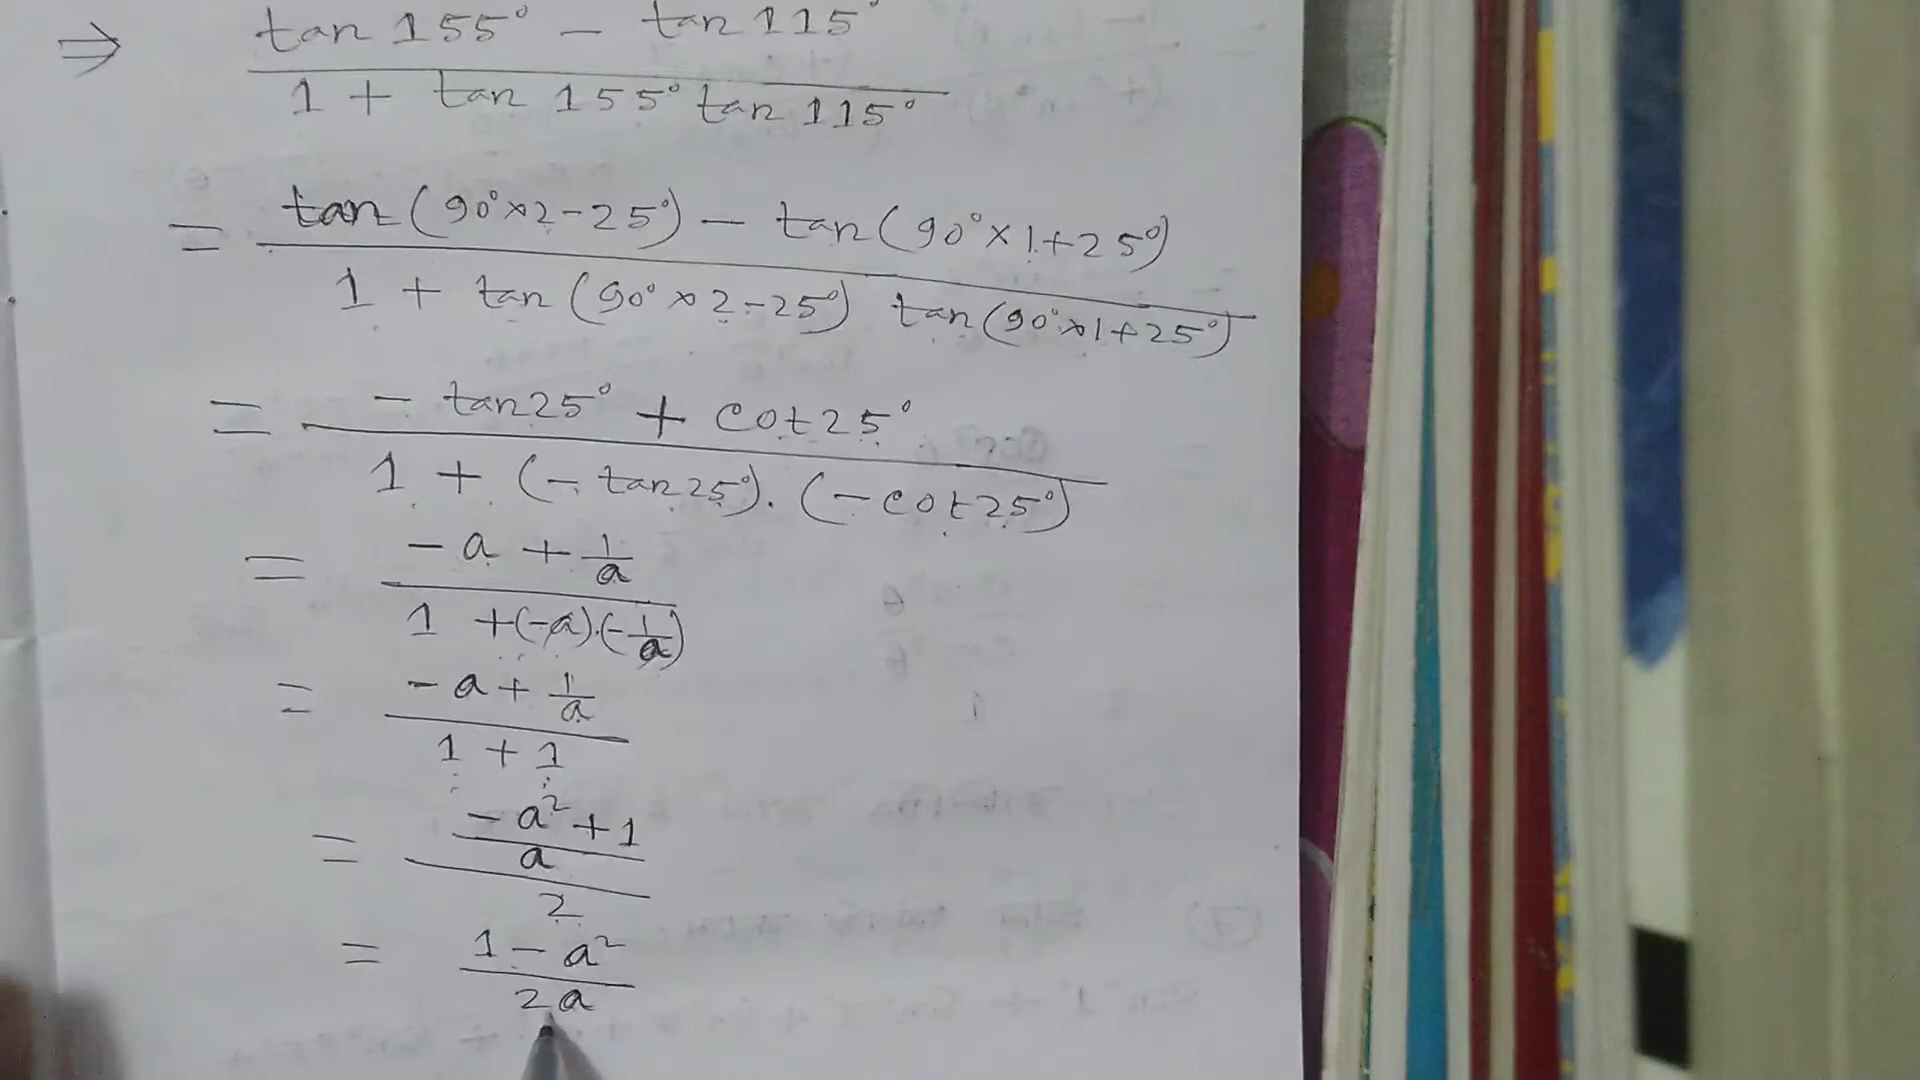 ⇒ tan 155° - tan 115°
1 + tan 155° tan 115°
= tan (90°×2-25°) - tan (90°×1+25°)
1 + tan (90°×2-25°) tan (90°×1+25°)
= - tan25° + cot25°
1 + (- tan25°). (-cot25°)
= -a + 1/a
1 +(-a).(-1/a)
= -a + 1/a
1 + 1
= -a² + 1
a
2
= 1 - a²
2a